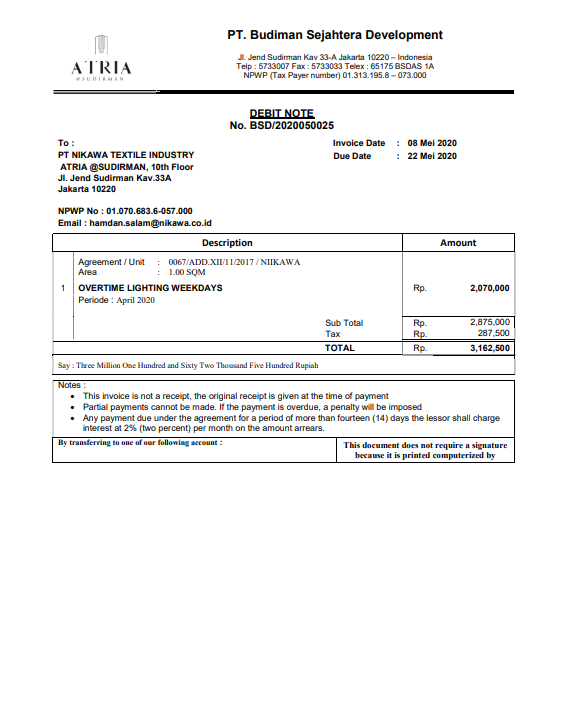 PT. Budiman Sejahtera Development
ATRIA
@SUDIRMAN
Jl. Jend Sudirman Kav 33-A Jakarta 10220 – Indonesia
Telp : 5733007 Fax : 5733033 Telex : 65175 BSDAS 1A
NPWP (Tax Payer number) 01.313.195.8 – 073.000
DEBIT NOTE
No. BSD/2020050025
To :
PT NIKAWA TEXTILE INDUSTRY
ATRIA @SUDIRMAN, 10th Floor
Jl. Jend Sudirman Kav.33A
Jakarta 10220
Invoice Date : 08 Mei 2020
Due Date : 22 Mei 2020
NPWP No : 01.070.683.6-057.000
Email : hamdan.salam@nikawa.co.id
Description Amount
Agreement / Unit : 0067/ADD.XII/11/2017 / NIIKAWA
Area : 1.00 SQM
1 OVERTIME LIGHTING WEEKDAYS Rp. 2,070,000
Periode : April 2020
Sub Total Rp. 2,875,000
Tax Rp. 287,500
TOTAL Rp. 3,162,500
Say : Three Million One Hundred and Sixty Two Thousand Five Hundred Rupiah
Notes :
• This invoice is not a receipt, the original receipt is given at the time of payment
• Partial payments cannot be made. If the payment is overdue, a penalty will be imposed
• Any payment due under the agreement for a period of more than fourteen (14) days the lessor shall charge
interest at 2% (two percent) per month on the amount arrears.
By transferring to one of our following account :
This document does not require a signature
because it is printed computerized by